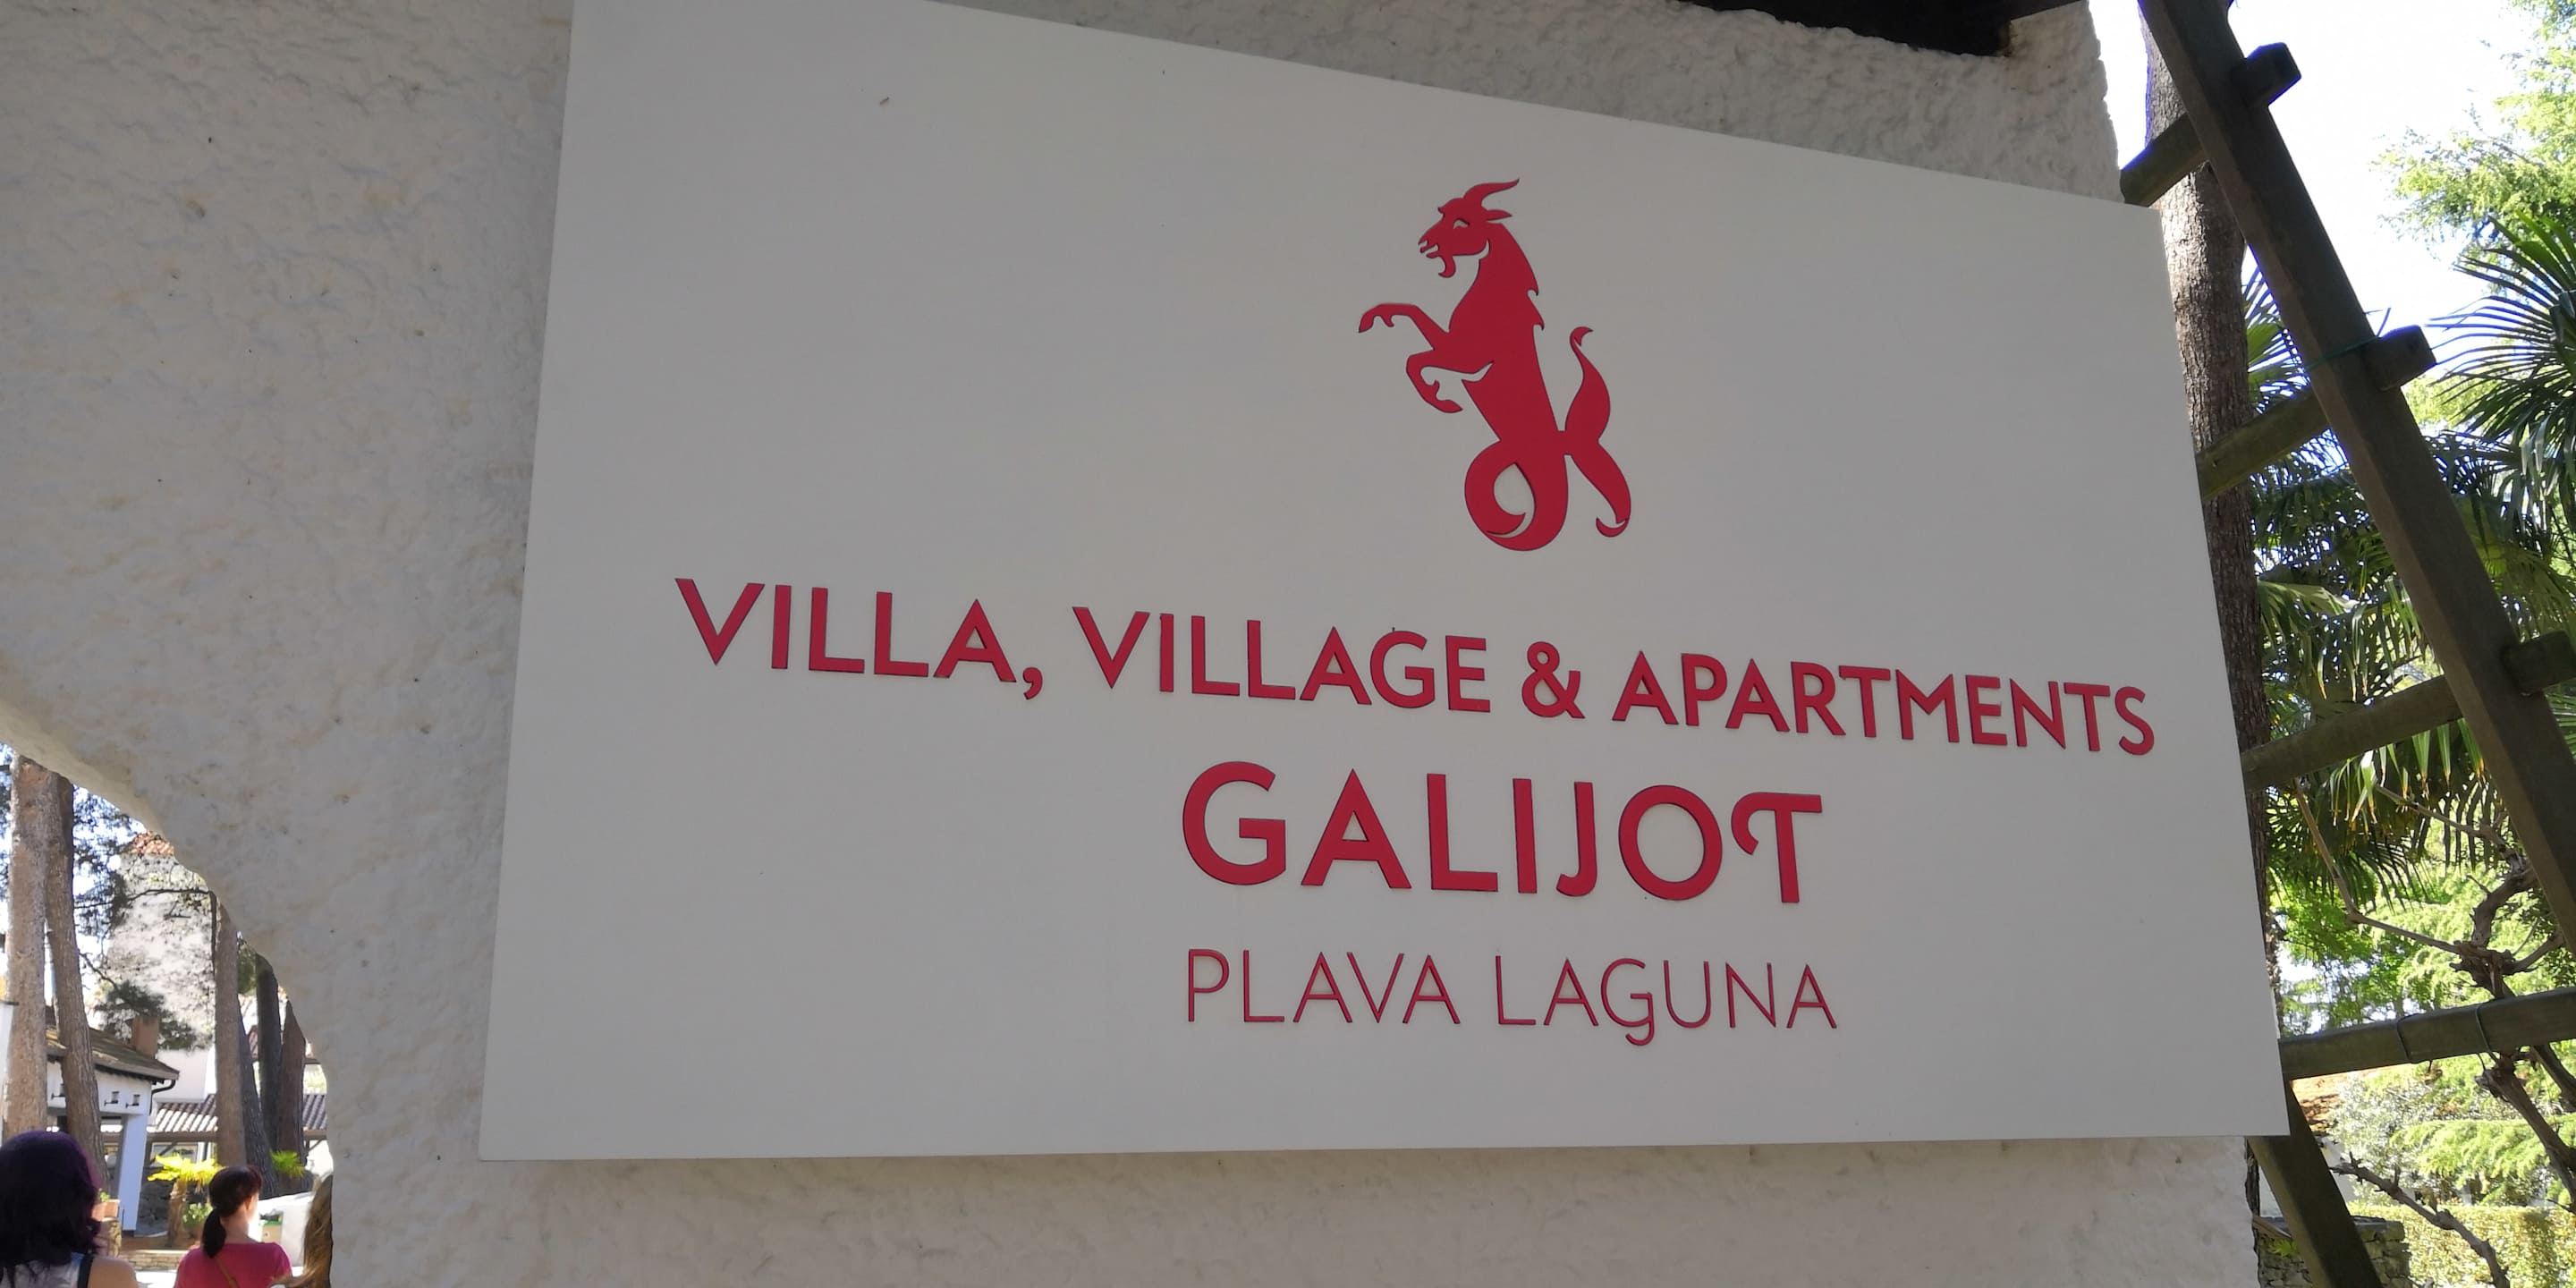 VILLA, VILLAGE & APARTMENTS
GALIJOT
PLAVA LAGUNA